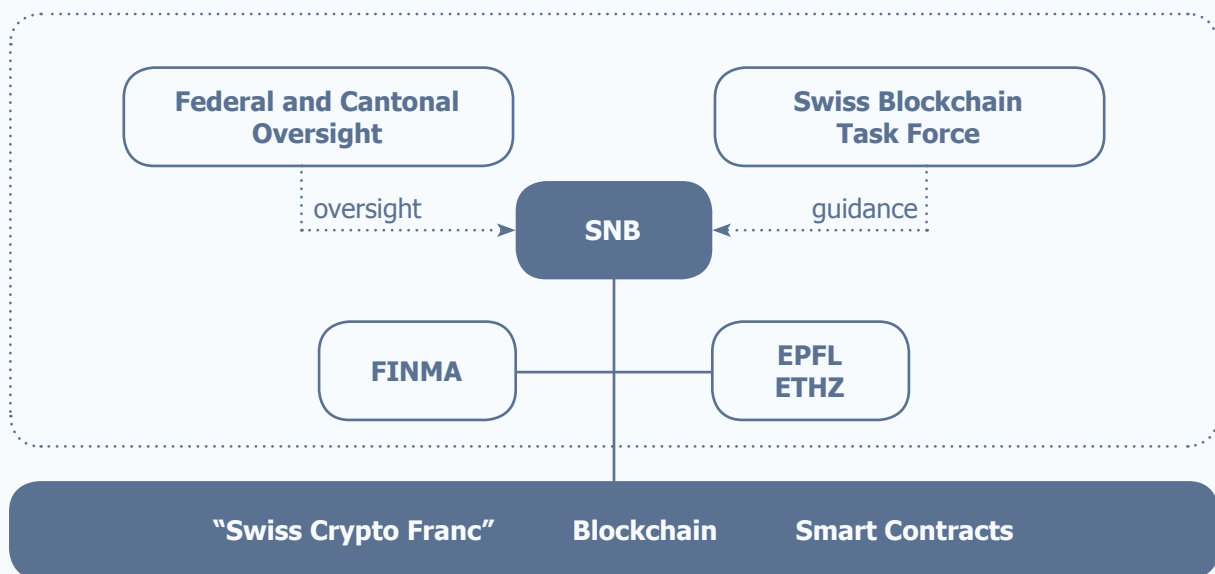 Federal and Cantonal
Oversight
Swiss Blockchain
Task Force
oversight
SNB
guidance
FINMA
EPFL
ETHZ
“Swiss Crypto Franc”
Blockchain
Smart Contracts